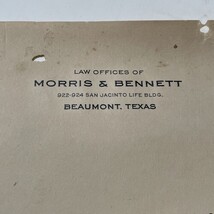 LAW OFFICES OF
MORRIS & BENNETT
922-924 SAN JACINTO LIFE BLDG.
BEAUMONT, TEXAS